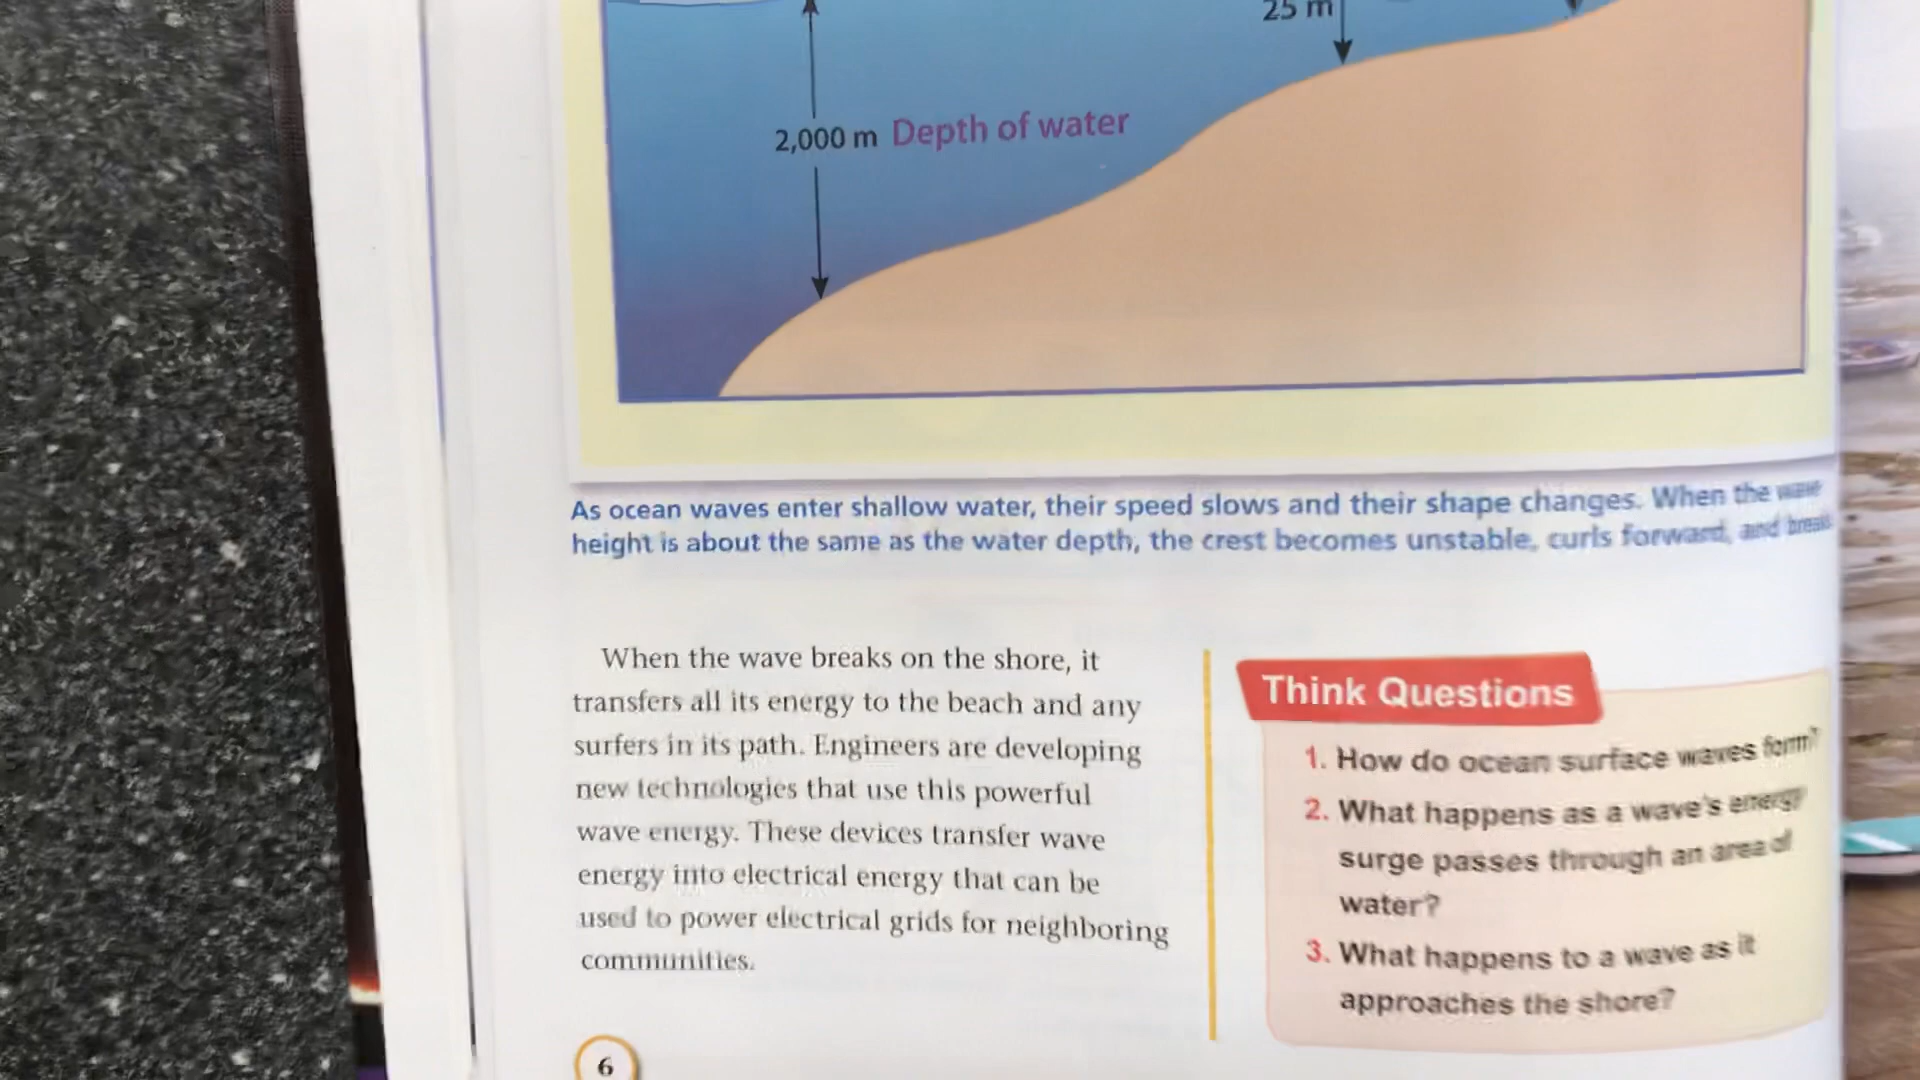 25 m
2,000 m Depth of water
As ocean waves enter shallow water, their speed slows and their shape changes. When the wave
height is about the same as the water depth, the crest becomes unstable, curls forward, and breaks
When the wave breaks on the shore, it
transfers all its energy to the beach and any
surfers in its path. Engineers are developing
new technologies that use this powerful
wave energy. These devices transfer wave
energy into electrical energy that can be
used to power electrical grids for neighboring
communities.
Think Questions
1. How do ocean surface waves form?
2. What happens as a wave's energy
surge passes through an area of
water?
3. What happens to a wave as it
approaches the shore?
6